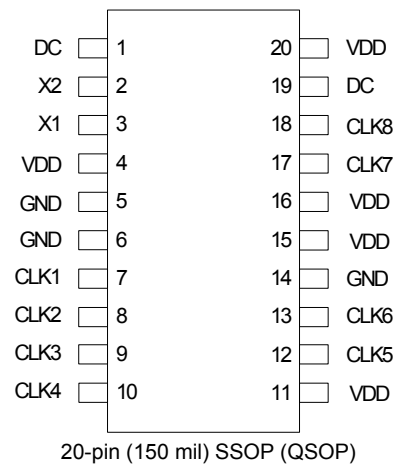 DC 1 20 VDD
X2 2 19 DC
X1 3 18 CLK8
VDD 4 17 CLK7
GND 5 16 VDD
GND 6 15 VDD
CLK1 7 14 GND
CLK2 8 13 CLK6
CLK3 9 12 CLK5
CLK4 10 11 VDD
20-pin (150 mil) SSOP (QSOP)